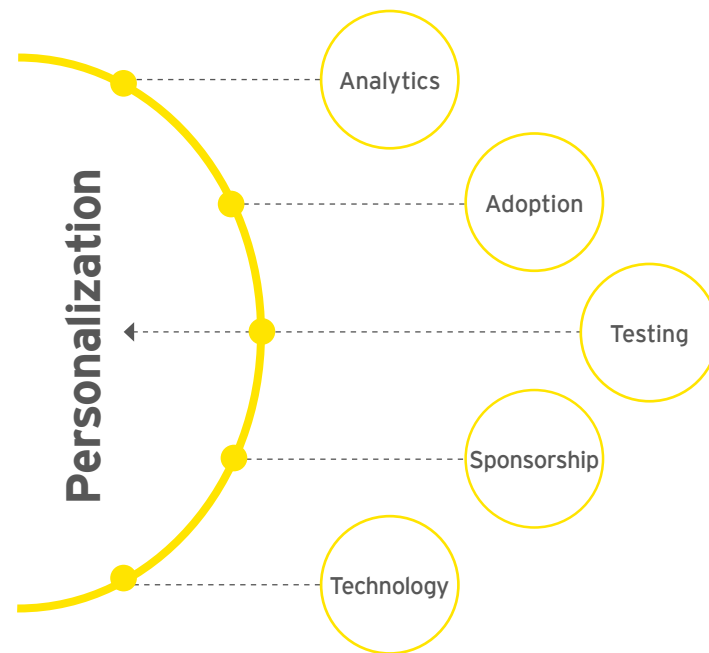 Personalization
Analytics
Adoption
Testing
Sponsorship
Technology